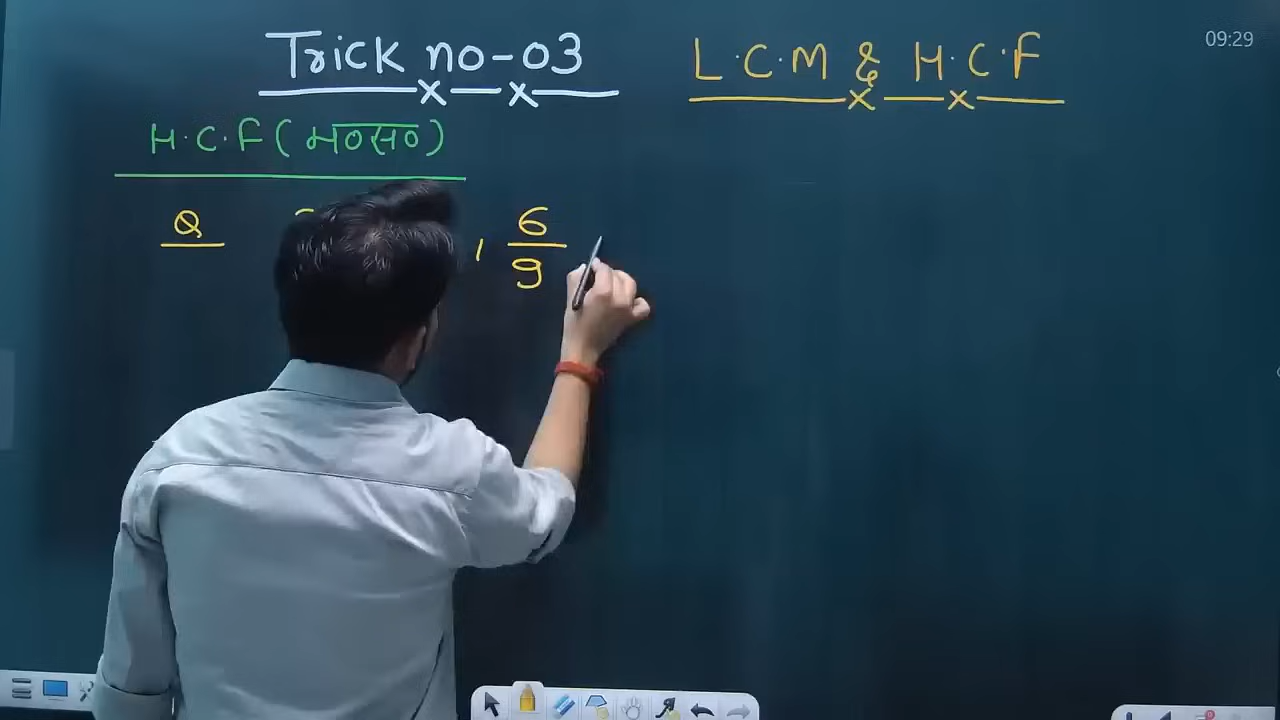 Trick no-03
L.C.M & H.C.F
09:29
H.C.F (म०स०)
Q
, 6/9